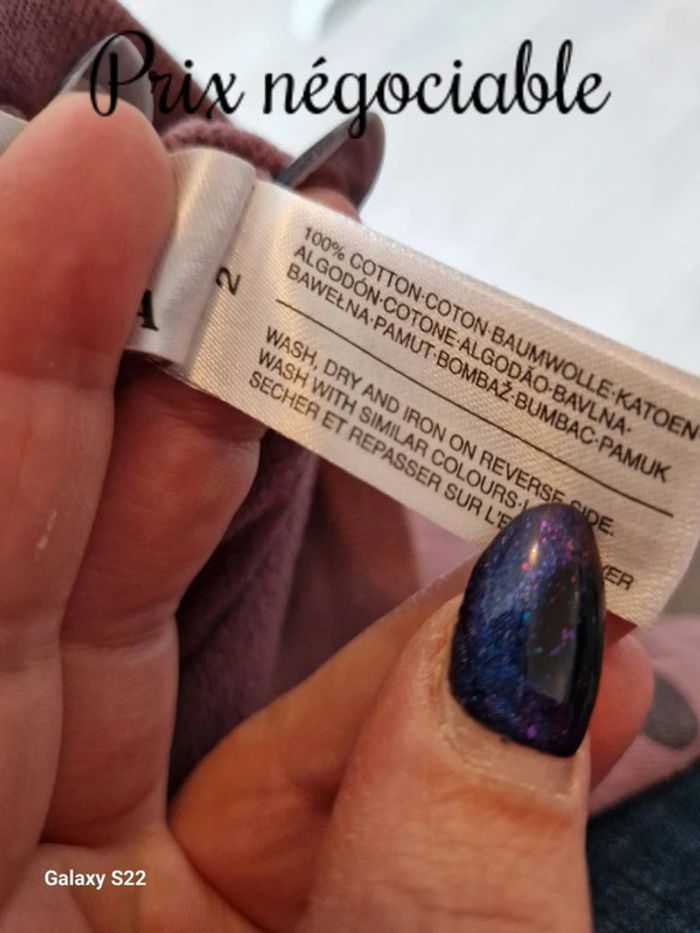 Prix négociable
A
2
100% COTTON·COTON·BAUMWOLLE·KATOEN
ALGODÓN·COTONE·ALGODÃO·BAVLNA·
BAWEŁNA·PAMUT·BOMBAŽ·BUMBAC·PAMUK
WASH, DRY AND IRON ON REVERSE SIDE.
WASH WITH SIMILAR COLOURS·
SECHER ET REPASSER SUR
Galaxy S22